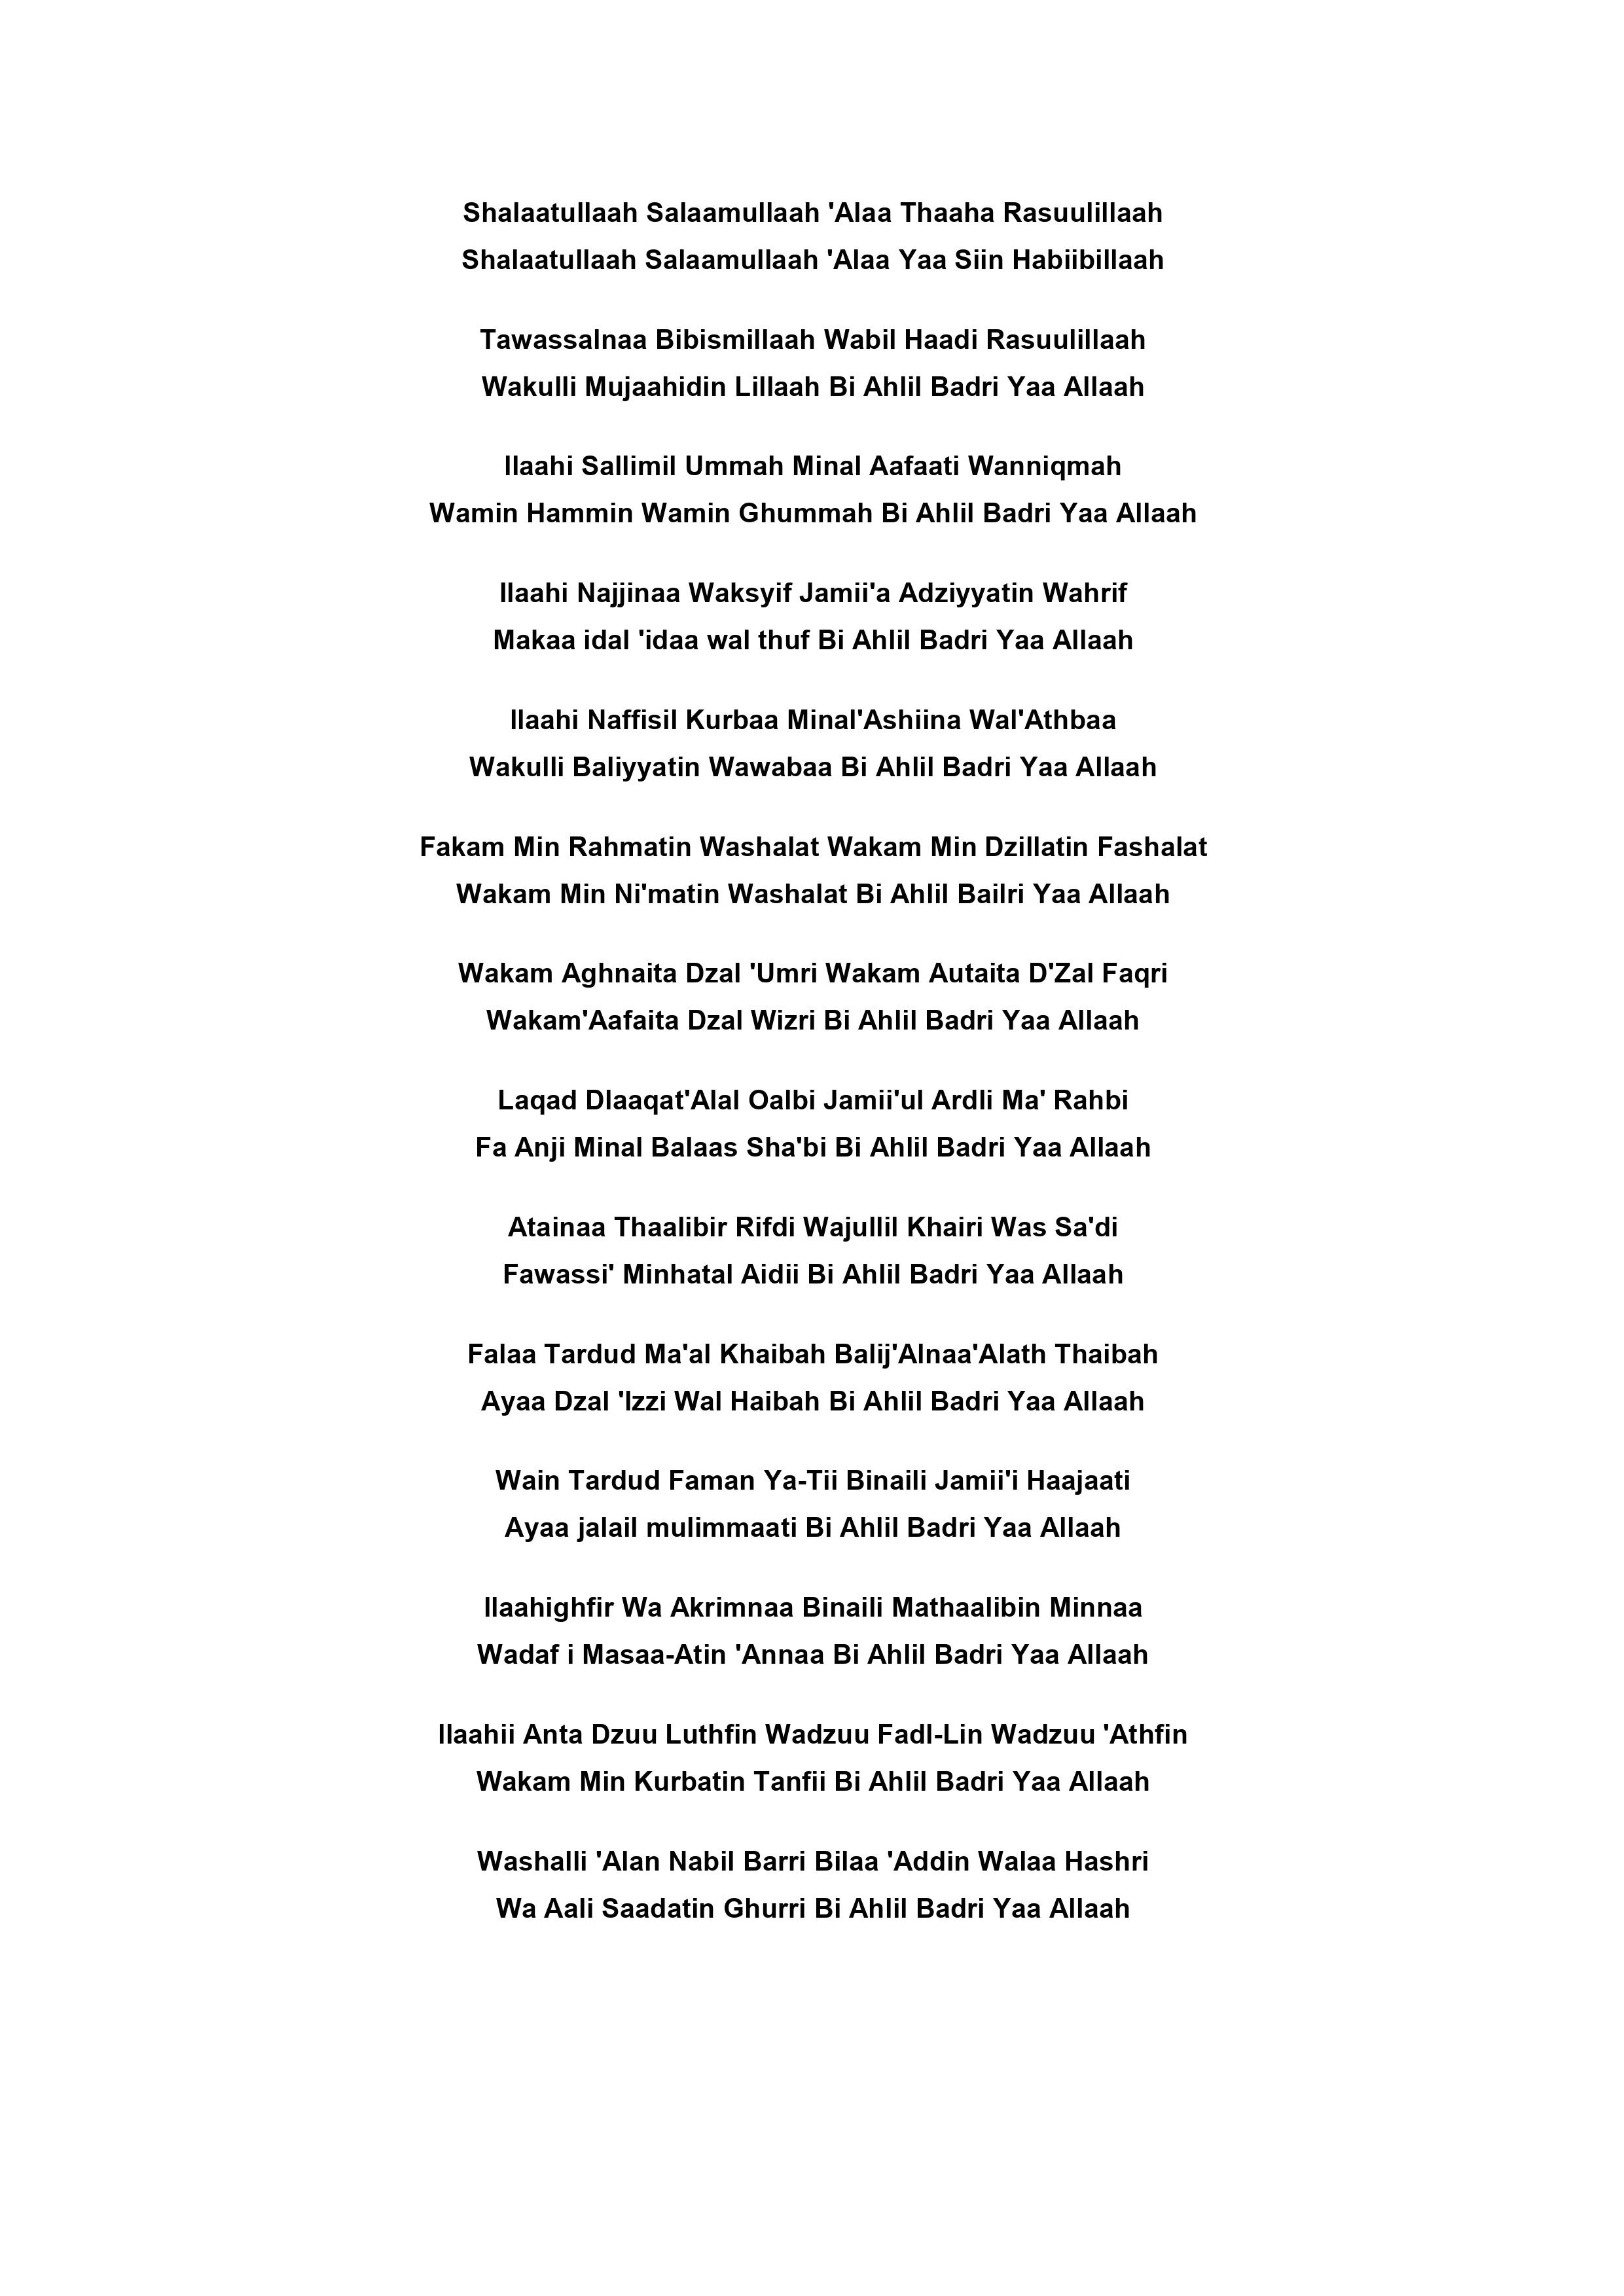 Shalaatullaah Salaamullaah 'Alaa Thaaha Rasuulillaah
Shalaatullaah Salaamullaah 'Alaa Yaa Siin Habiibillaah
Tawassalnaa Bibismillaah Wabil Haadi Rasuulillaah
Wakulli Mujaahidin Lillaah Bi Ahlil Badri Yaa Allaah
Ilaahi Sallimil Ummah Minal Aafaati Wanniqmah
Wamin Hammin Wamin Ghummah Bi Ahlil Badri Yaa Allaah
Ilaahi Najjinaa Waksyif Jamii'a Adziyyatin Wahrif
Makaa idal 'idaa wal thuf Bi Ahlil Badri Yaa Allaah
Ilaahi Naffisil Kurbaa Minal'Ashiina Wal'Athbaa
Wakulli Baliyyatin Wawabaa Bi Ahlil Badri Yaa Allaah
Fakam Min Rahmatin Washalat Wakam Min Dzillatin Fashalat
Wakam Min Ni'matin Washalat Bi Ahlil Bailri Yaa Allaah
Wakam Aghnaita Dzal 'Umri Wakam Autaita D'Zal Faqri
Wakam'Aafaita Dzal Wizri Bi Ahlil Badri Yaa Allaah
Laqad Dlaaqat'Alal Oalbi Jamii'ul Ardli Ma' Rahbi
Fa Anji Minal Balaas Sha'bi Bi Ahlil Badri Yaa Allaah
Atainaa Thaalibir Rifdi Wajullil Khairi Was Sa'di
Fawassi' Minhatal Aidii Bi Ahlil Badri Yaa Allaah
Falaa Tardud Ma'al Khaibah Balij'Alnaa'Alath Thaibah
Ayaa Dzal 'Izzi Wal Haibah Bi Ahlil Badri Yaa Allaah
Wain Tardud Faman Ya-Tii Binaili Jamii'i Haajaati
Ayaa jalail mulimmaati Bi Ahlil Badri Yaa Allaah
Ilaahighfir Wa Akrimnaa Binaili Mathaalibin Minnaa
Wadaf i Masaa-Atin 'Annaa Bi Ahlil Badri Yaa Allaah
Ilaahii Anta Dzuu Luthfin Wadzuu Fadl-Lin Wadzuu 'Athfin
Wakam Min Kurbatin Tanfii Bi Ahlil Badri Yaa Allaah
Washalli 'Alan Nabil Barri Bilaa 'Addin Walaa Hashri
Wa Aali Saadatin Ghurri Bi Ahlil Badri Yaa Allaah